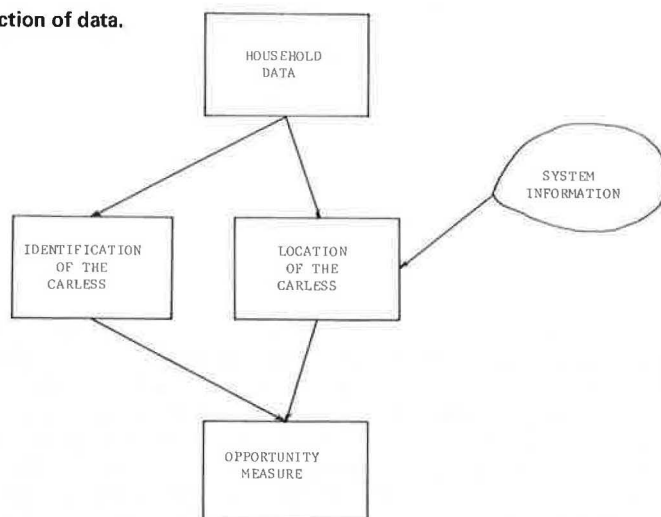 ction of data.
HOUSEHOLD
DATA
SYSTEM
INFORMATION
IDENTIFICATION
OF THE
CARLESS
LOCATION
OF THE
CARLESS
OPPORTUNITY
MEASURE